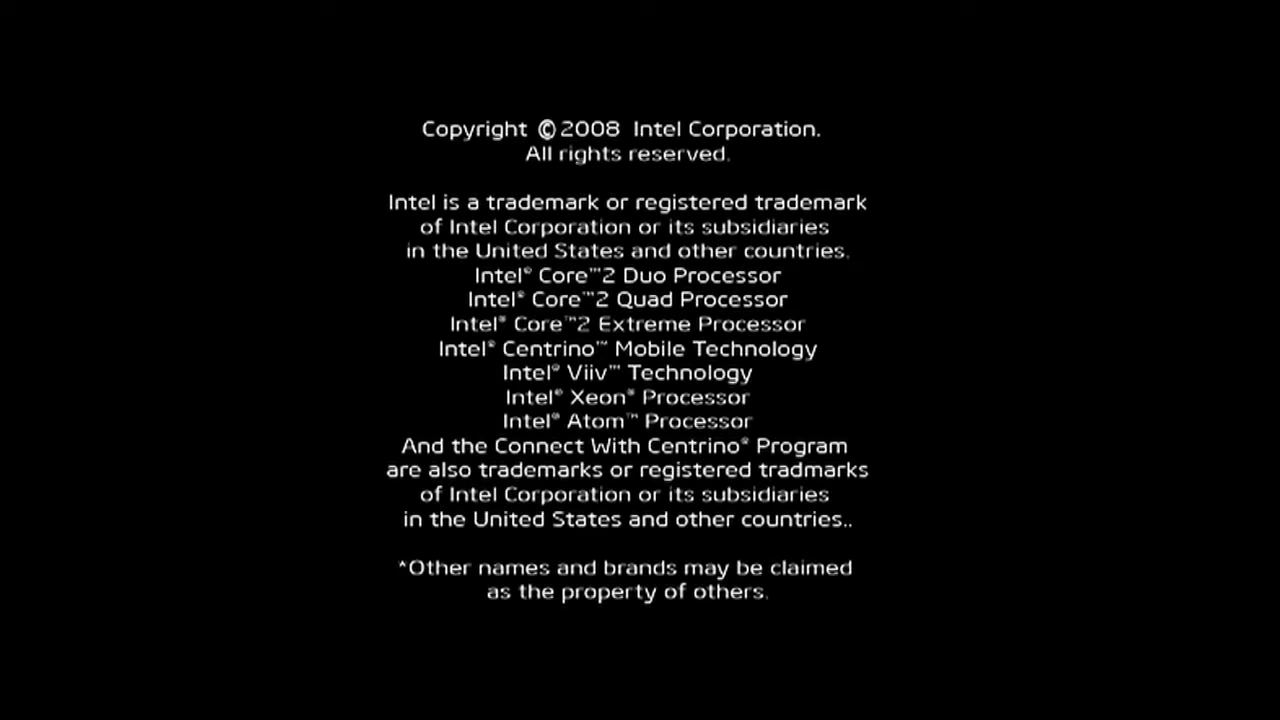 Copyright ©2008 Intel Corporation.
All rights reserved.
Intel is a trademark or registered trademark
of Intel Corporation or its subsidiaries
in the United States and other countries.
Intel® Core™2 Duo Processor
Intel® Core™2 Quad Processor
Intel® Core™2 Extreme Processor
Intel® Centrino™ Mobile Technology
Intel® Viiv™ Technology
Intel® Xeon® Processor
Intel® Atom™ Processor
And the Connect With Centrino® Program
are also trademarks or registered tradmarks
of Intel Corporation or its subsidiaries
in the United States and other countries..
*Other names and brands may be claimed
as the property of others.